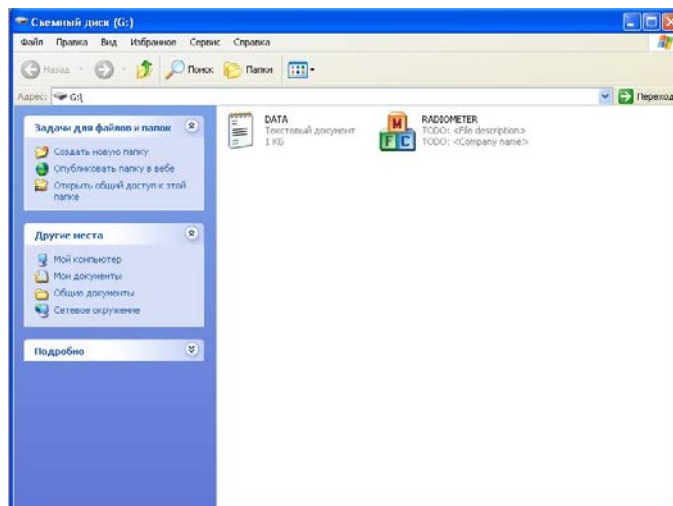 Съемный диск (G:)
Файл Правка Вид Избранное Сервис Справка
Назад Поиск Папки
Адрес: G:\ Переход
Задачи для файлов и папок
Создать новую папку
Опубликовать папку в вебе
Открыть общий доступ к этой
папке
Другие места
Мой компьютер
Мои документы
Общие документы
Сетевое окружение
Подробно
DATA
Текстовый документ
1 КБ
M
F C
RADIOMETER
TODO: <File description>
TODO: <Company name>